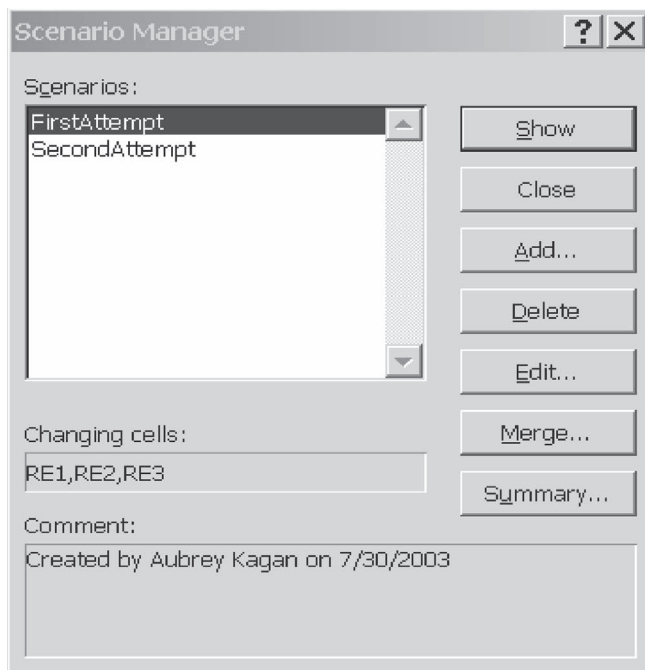 Scenario Manager
?
Scenarios:
FirstAttempt
SecondAttempt
Show
Close
Add...
Delete
Edit...
Merge...
Summary...
Changing cells:
RE1,RE2,RE3
Comment:
Created by Aubrey Kagan on 7/30/2003